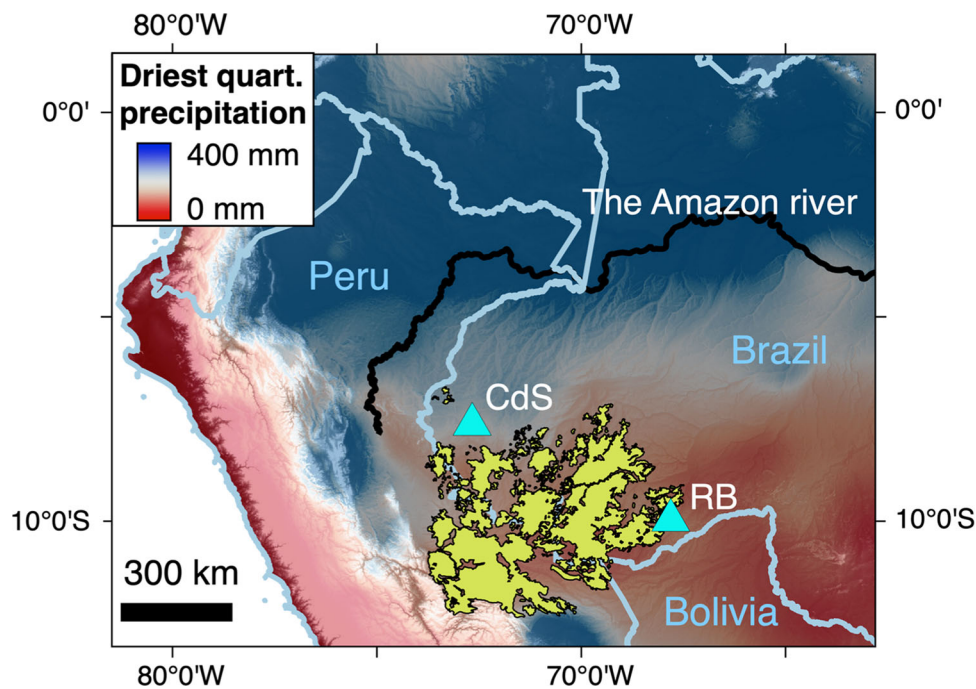 80°0'W 70°0'W
Driest quart.
precipitation
400 mm
0 mm
0°0' 0°0'
The Amazon river
Peru
Brazil
CdS
RB
10°0'S 10°0'S
300 km
Bolivia
80°0'W 70°0'W